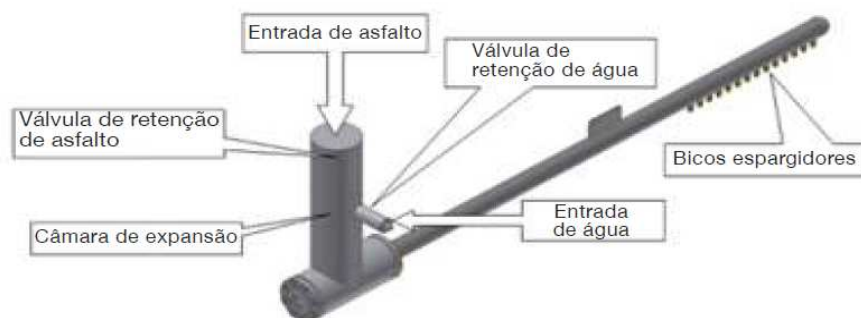 Entrada de asfalto
Válvula de
retenção de água
Válvula de retenção
de asfalto
Bicos espargidores
Câmara de expansão
Entrada
de água